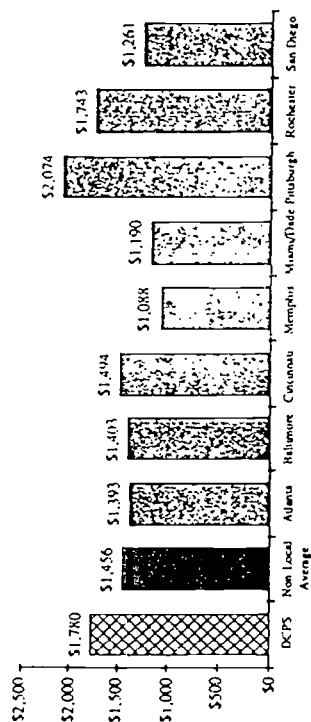 $2,500
$2,000
$1,500
$1,000
$500
$0
$1,780
$1,456
$1,393
$1,403
$1,494
$1,088
$1,190
$2,074
$1,743
$1,261
DCPS
Non Local
Average
Atlanta
Baltimore
Cincinnati
Memphis
Miami/Dade
Pittsburgh
Rochester
San Diego